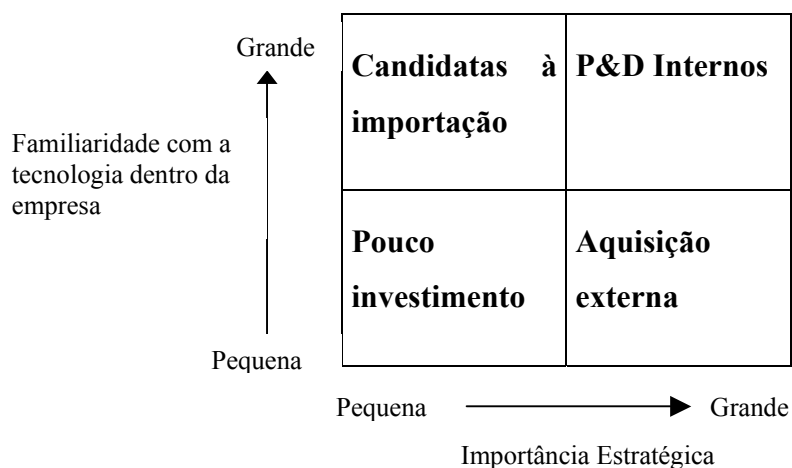 Grande
Candidatas à
importação
P&D Internos
Familiaridade com a
tecnologia dentro da
empresa
Pouco
investimento
Aquisição
externa
Pequena
Pequena
Grande
Importância Estratégica